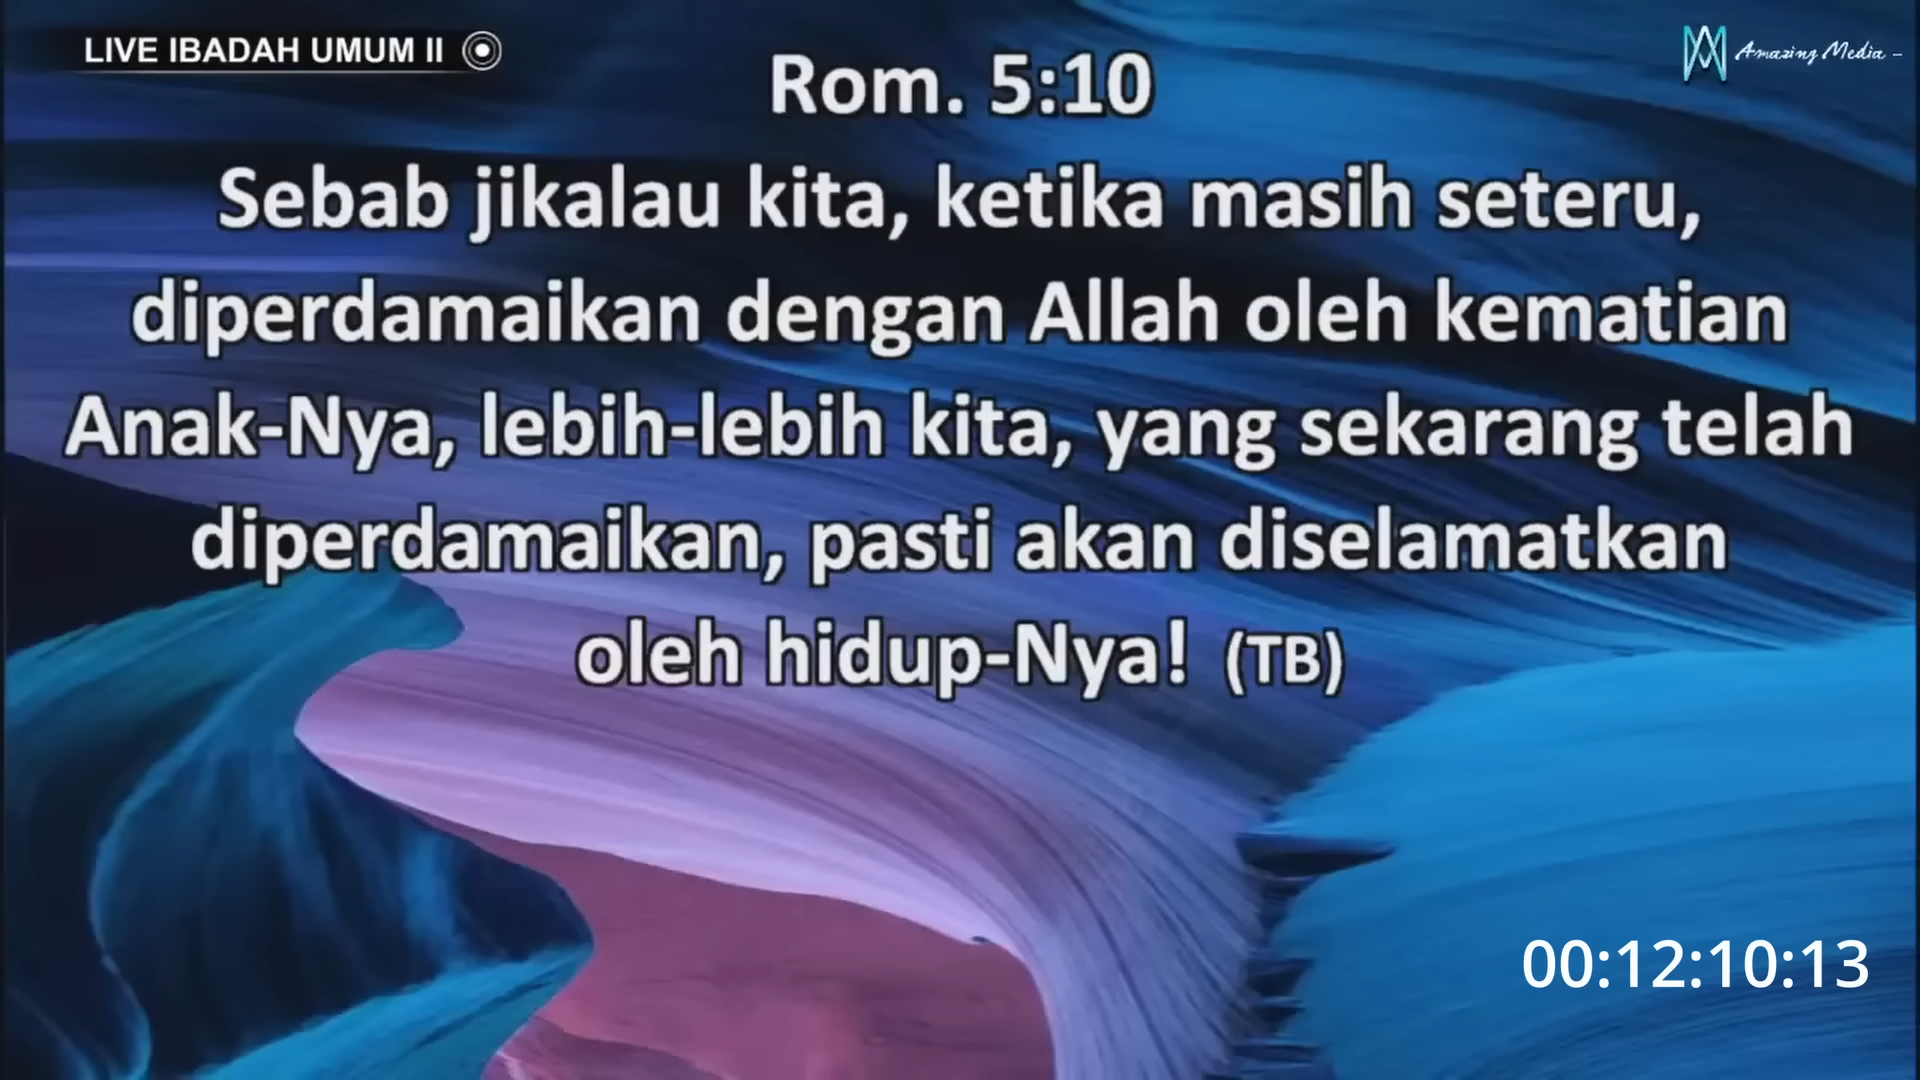 LIVE IBADAH UMUM II
Amazing Media -
Rom. 5:10
Sebab jikalau kita, ketika masih seteru,
diperdamaikan dengan Allah oleh kematian
Anak-Nya, lebih-lebih kita, yang sekarang telah
diperdamaikan, pasti akan diselamatkan
oleh hidup-Nya! (TB)
00:12:10:13